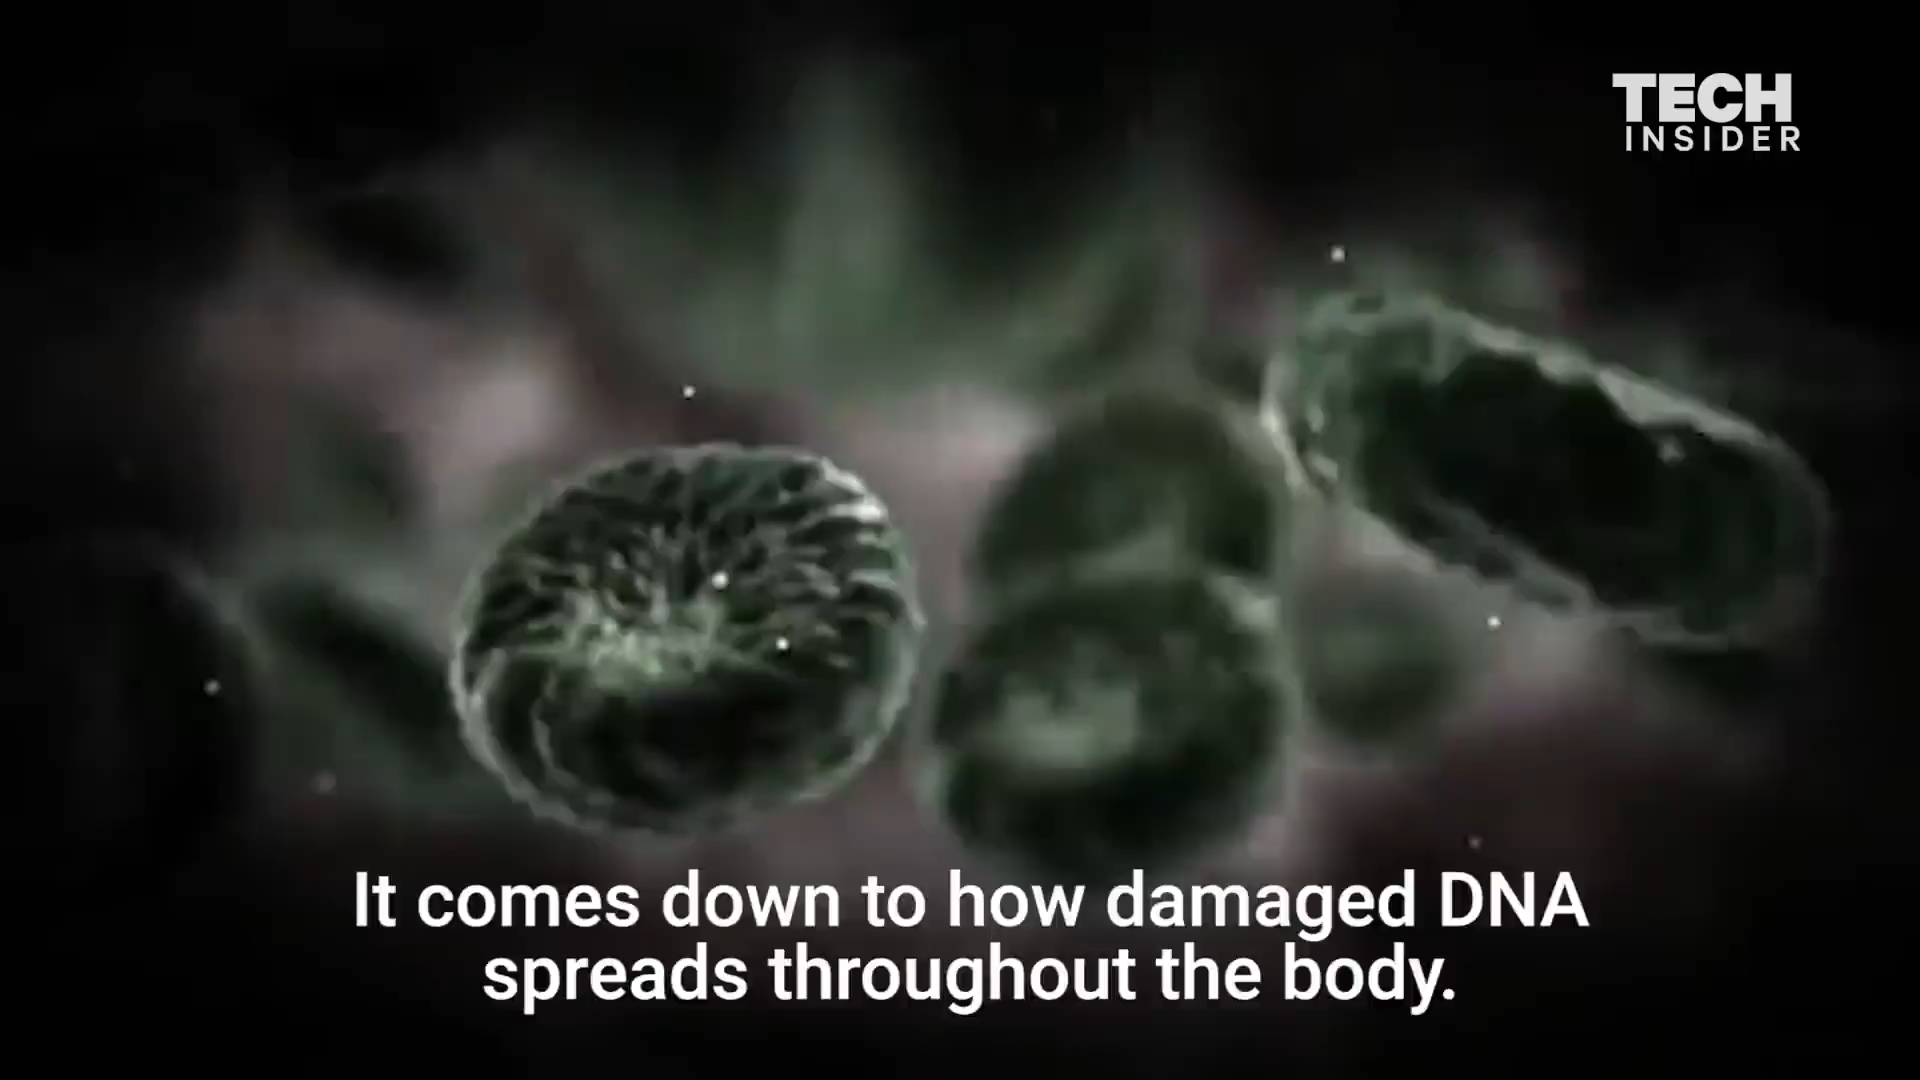 TECH
INSIDER
It comes down to how damaged DNA
spreads throughout the body.